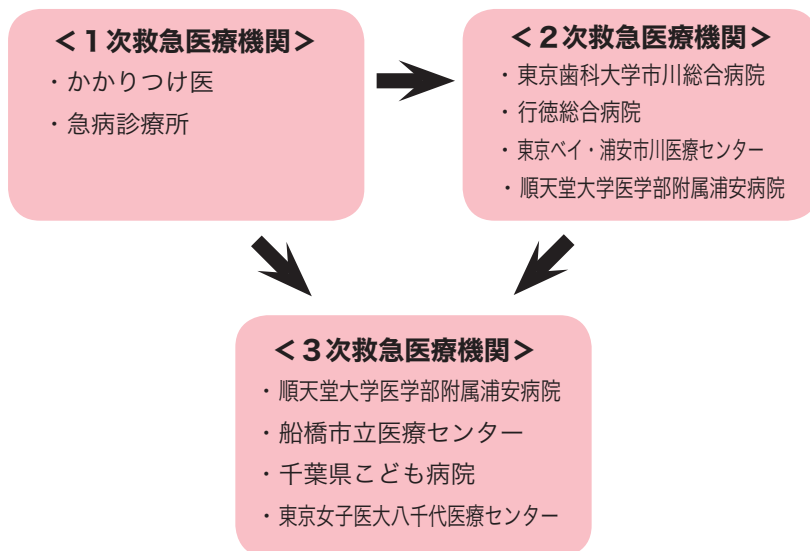 ＜１次救急医療機関＞
・かかりつけ医
・急病診療所
＜２次救急医療機関＞
・東京歯科大学市川総合病院
・行徳総合病院
・東京ベイ・浦安市川医療センター
・順天堂大学医学部附属浦安病院
＜３次救急医療機関＞
・順天堂大学医学部附属浦安病院
・船橋市立医療センター
・千葉県こども病院
・東京女子医大八千代医療センター